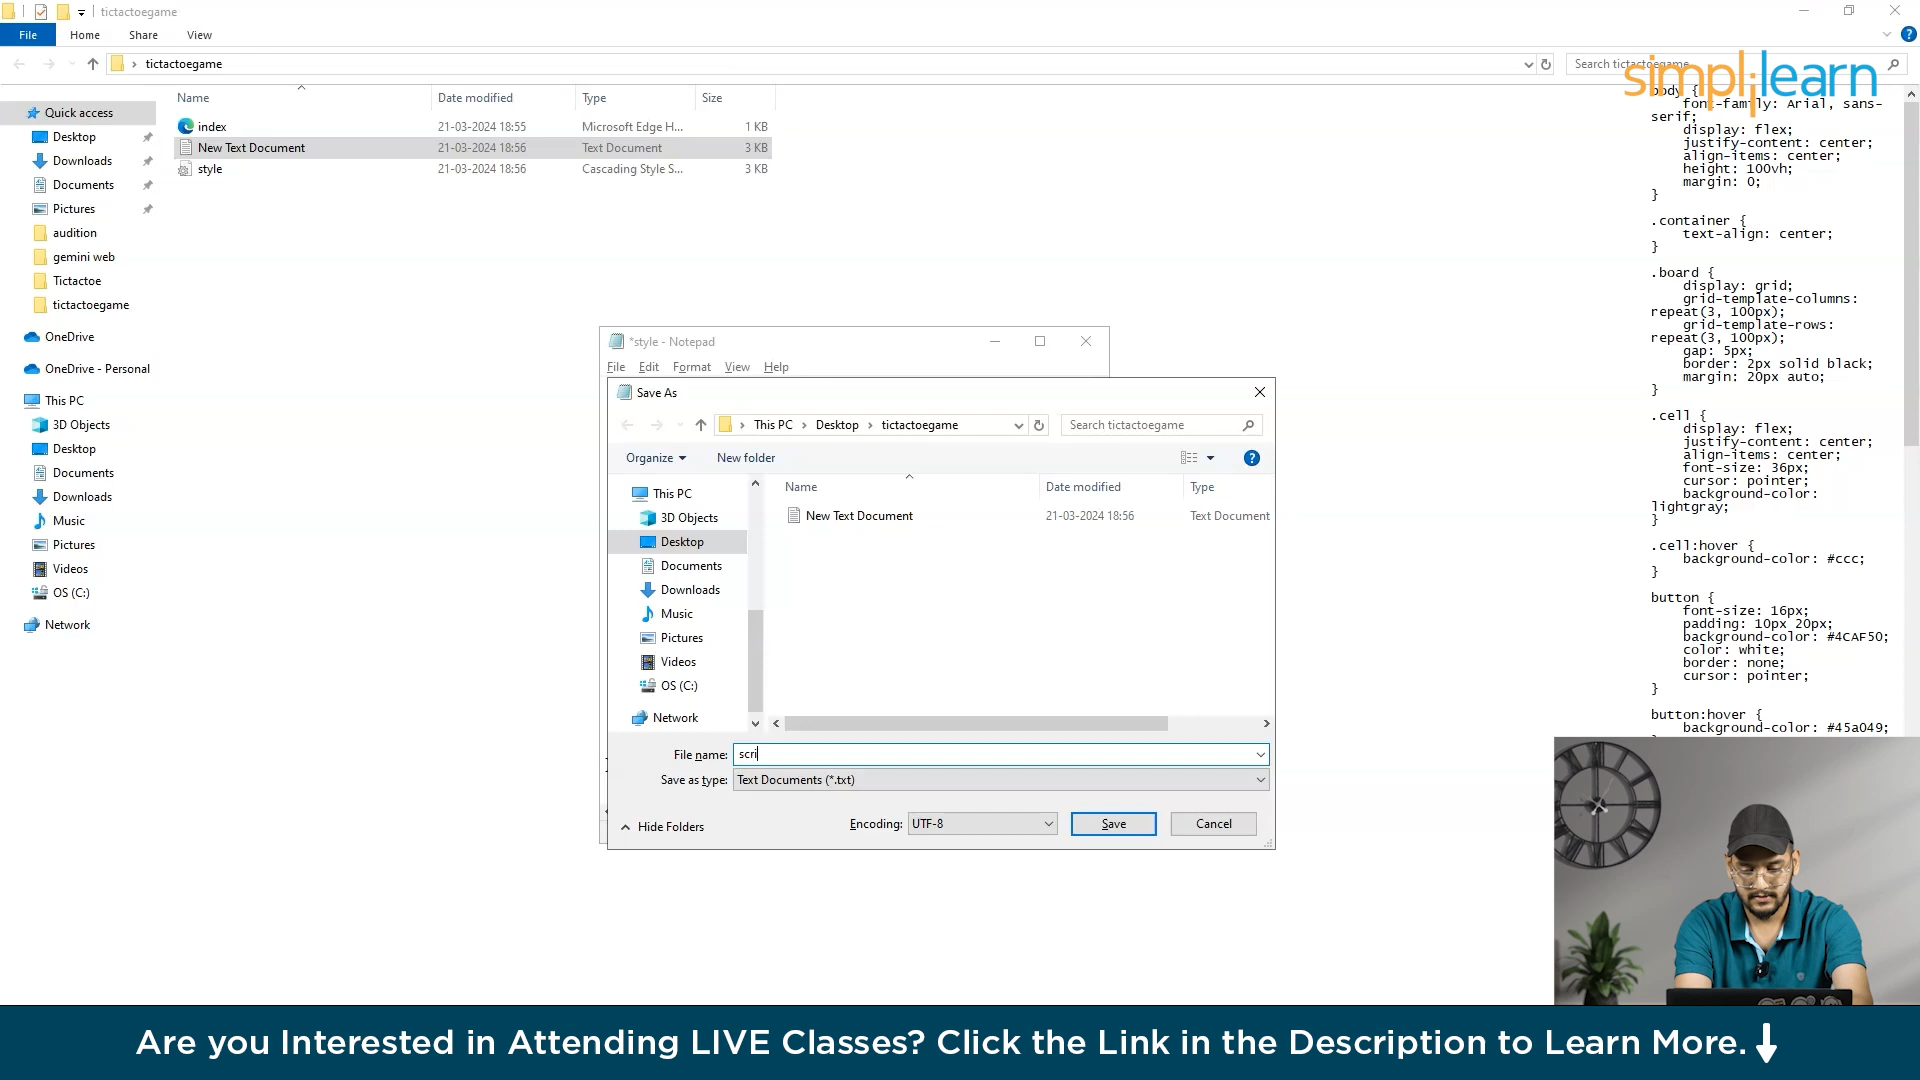 tictactoegame
File Home Share View
tictactoegame
Search tictactoegame
simplilearn
Name Date modified Type Size
Quick access
Desktop
Downloads
Documents
Pictures
audition
gemini web
Tictactoe
tictactoegame
OneDrive
OneDrive - Personal
This PC
3D Objects
Desktop
Documents
Downloads
Music
Pictures
Videos
OS (C:)
Network
index 21-03-2024 18:55 Microsoft Edge H... 1 KB
New Text Document 21-03-2024 18:56 Text Document 3 KB
style 21-03-2024 18:56 Cascading Style S... 3 KB
*style - Notepad
File Edit Format View Help
Save As
This PC › Desktop › tictactoegame
Search tictactoegame
Organize New folder
This PC
3D Objects
Desktop
Documents
Downloads
Music
Pictures
Videos
OS (C:)
Network
Name Date modified Type
New Text Document 21-03-2024 18:56 Text Document
File name: scri
Save as type: Text Documents (*.txt)
Hide Folders
Encoding: UTF-8
Save
Cancel
body {
font-family: Arial, sans-
serif;
display: flex;
justify-content: center;
align-items: center;
height: 100vh;
margin: 0;
}
.container {
text-align: center;
}
.board {
display: grid;
grid-template-columns:
repeat(3, 100px);
grid-template-rows:
repeat(3, 100px);
gap: 5px;
border: 2px solid black;
margin: 20px auto;
}
.cell {
display: flex;
justify-content: center;
align-items: center;
font-size: 36px;
cursor: pointer;
background-color:
lightgray;
}
.cell:hover {
background-color: #ccc;
}
button {
font-size: 16px;
padding: 10px 20px;
background-color: #4CAF50;
color: white;
border: none;
cursor: pointer;
}
button:hover {
background-color: #45a049;
Are you Interested in Attending LIVE Classes? Click the Link in the Description to Learn More.